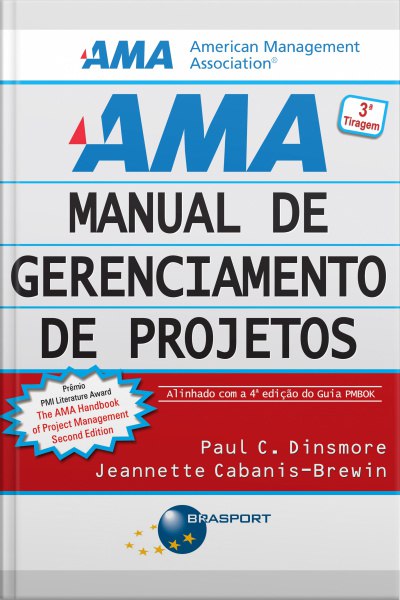 AMA American Management
Association®
AMA
3ª
Tiragem
MANUAL DE
GERENCIAMENTO
DE PROJETOS
Prêmio
PMI Literature Award
The AMA Handbook
of Project Management
Second Edition
Alinhado com a 4ª edição do Guia PMBOK
Paul C. Dinsmore
Jeannette Cabanis-Brewin
BRASPORT